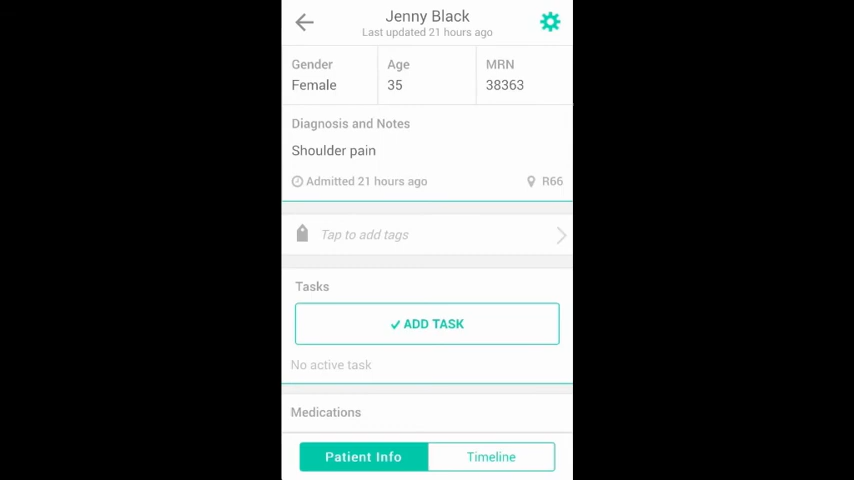 Jenny Black
Last updated 21 hours ago
Gender Age MRN
Female 35 38363
Diagnosis and Notes
Shoulder pain
Admitted 21 hours ago R66
Tap to add tags
Tasks
ADD TASK
No active task
Medications
Patient Info Timeline